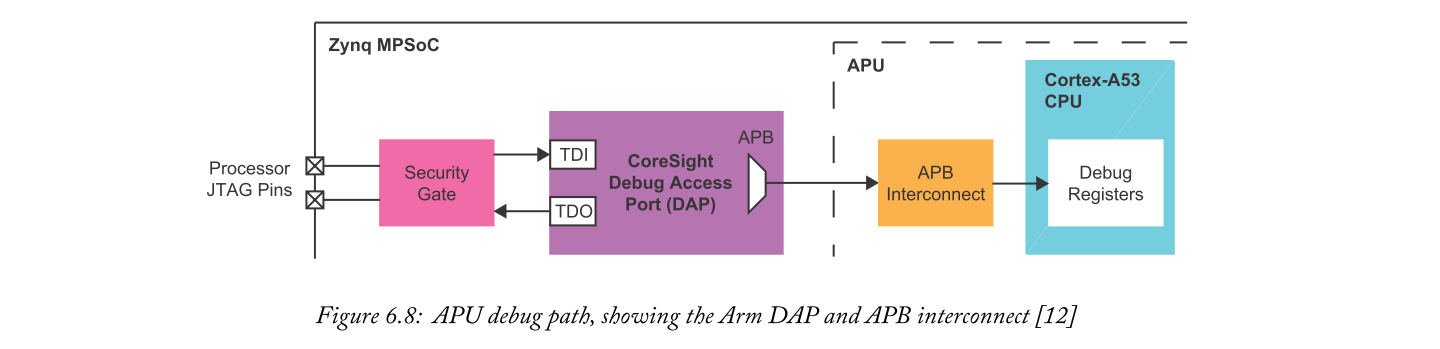 Zynq MPSoC
APU
Cortex-A53
CPU
Processor
JTAG Pins
Security
Gate
TDI
TDO
CoreSight
Debug Access
Port (DAP)
APB
APB
Interconnect
Debug
Registers
Figure 6.8: APU debug path, showing the Arm DAP and APB interconnect [12]